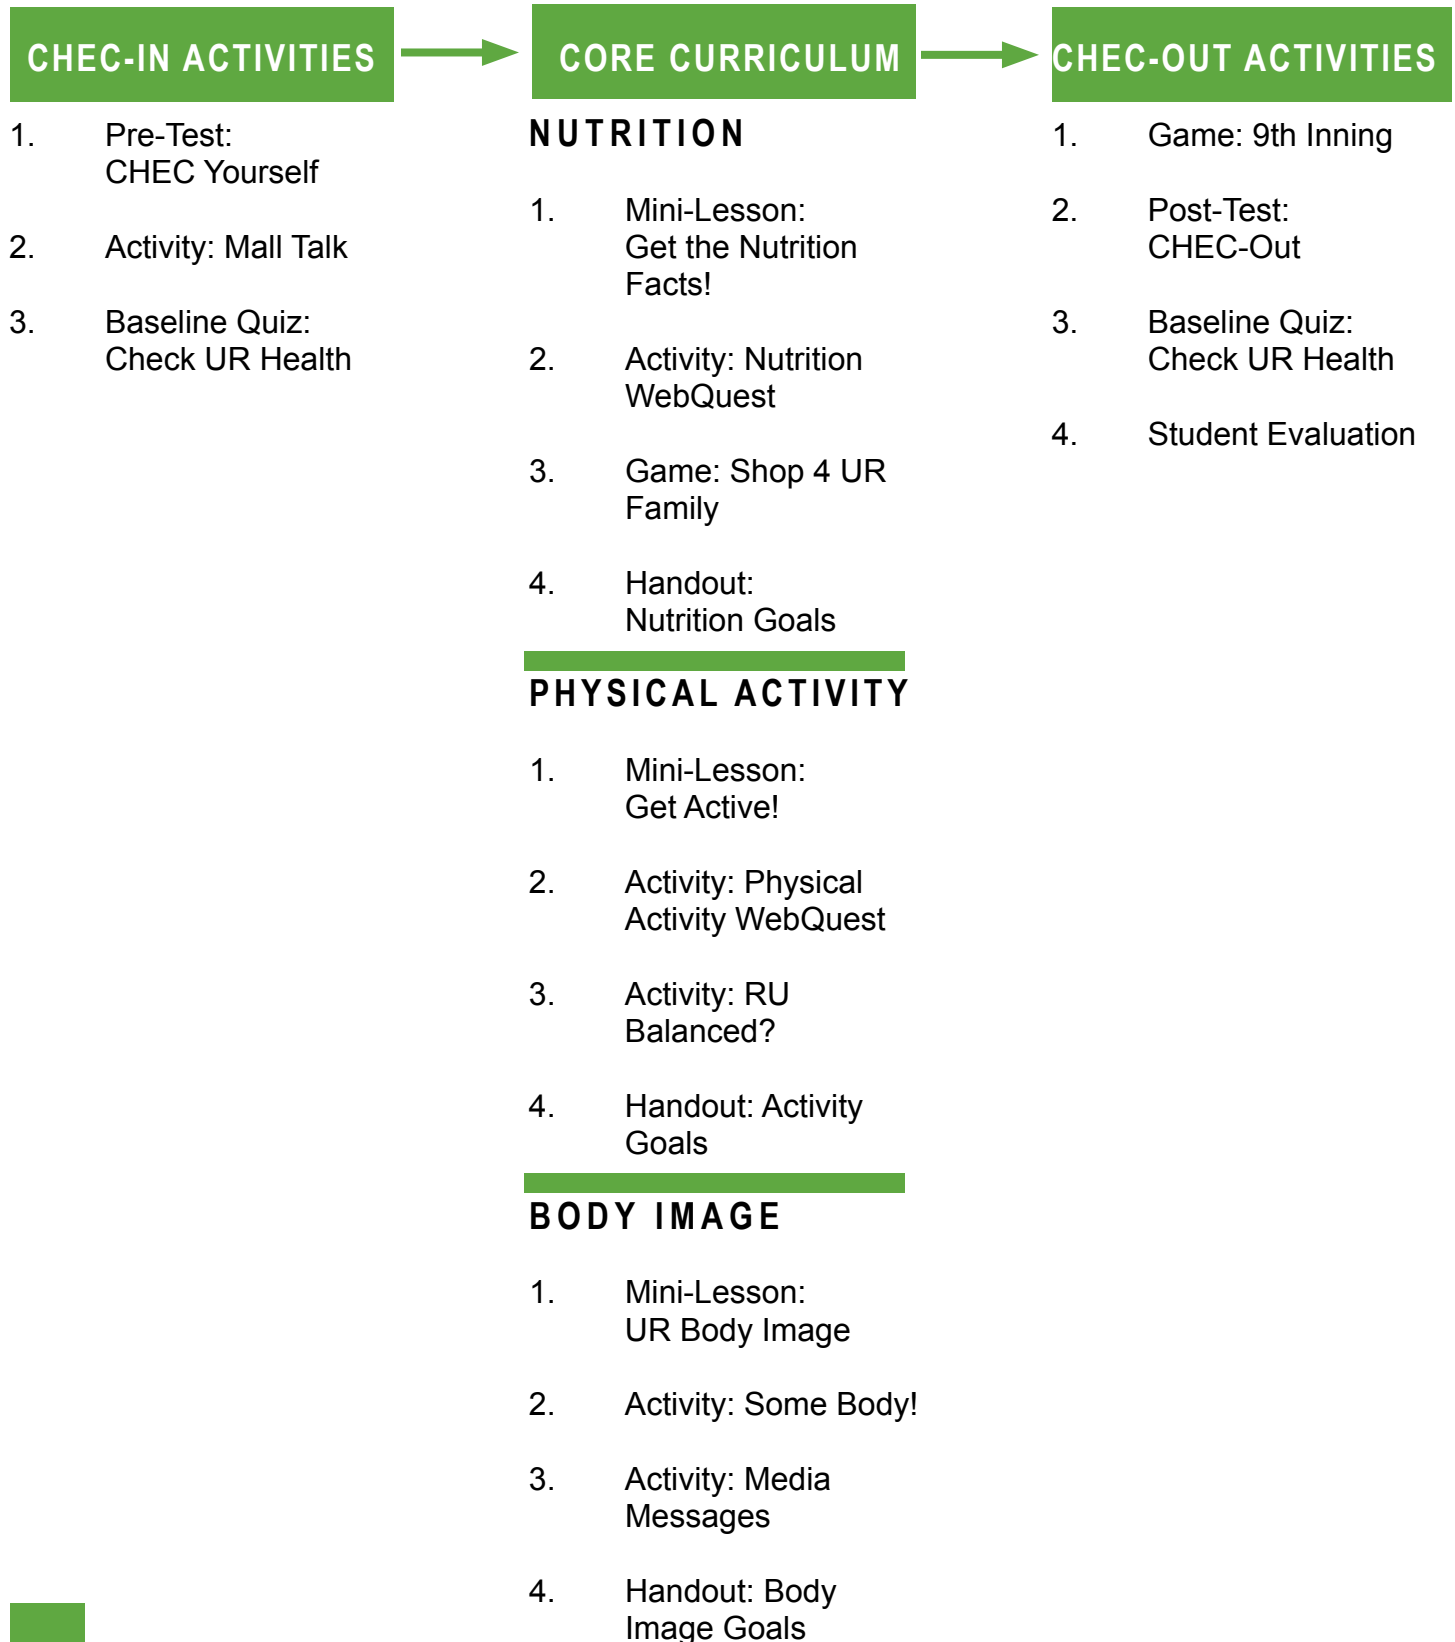 CHEC-IN ACTIVITIES
1. Pre-Test:
CHEC Yourself
2. Activity: Mall Talk
3. Baseline Quiz:
Check UR Health
CORE CURRICULUM
NUTRITION
1. Mini-Lesson:
Get the Nutrition
Facts!
2. Activity: Nutrition
WebQuest
3. Game: Shop 4 UR
Family
4. Handout:
Nutrition Goals
PHYSICAL ACTIVITY
1. Mini-Lesson:
Get Active!
2. Activity: Physical
Activity WebQuest
3. Activity: RU
Balanced?
4. Handout: Activity
Goals
BODY IMAGE
1. Mini-Lesson:
UR Body Image
2. Activity: Some Body!
3. Activity: Media
Messages
4. Handout: Body
Image Goals
CHEC-OUT ACTIVITIES
1. Game: 9th Inning
2. Post-Test:
CHEC-Out
3. Baseline Quiz:
Check UR Health
4. Student Evaluation